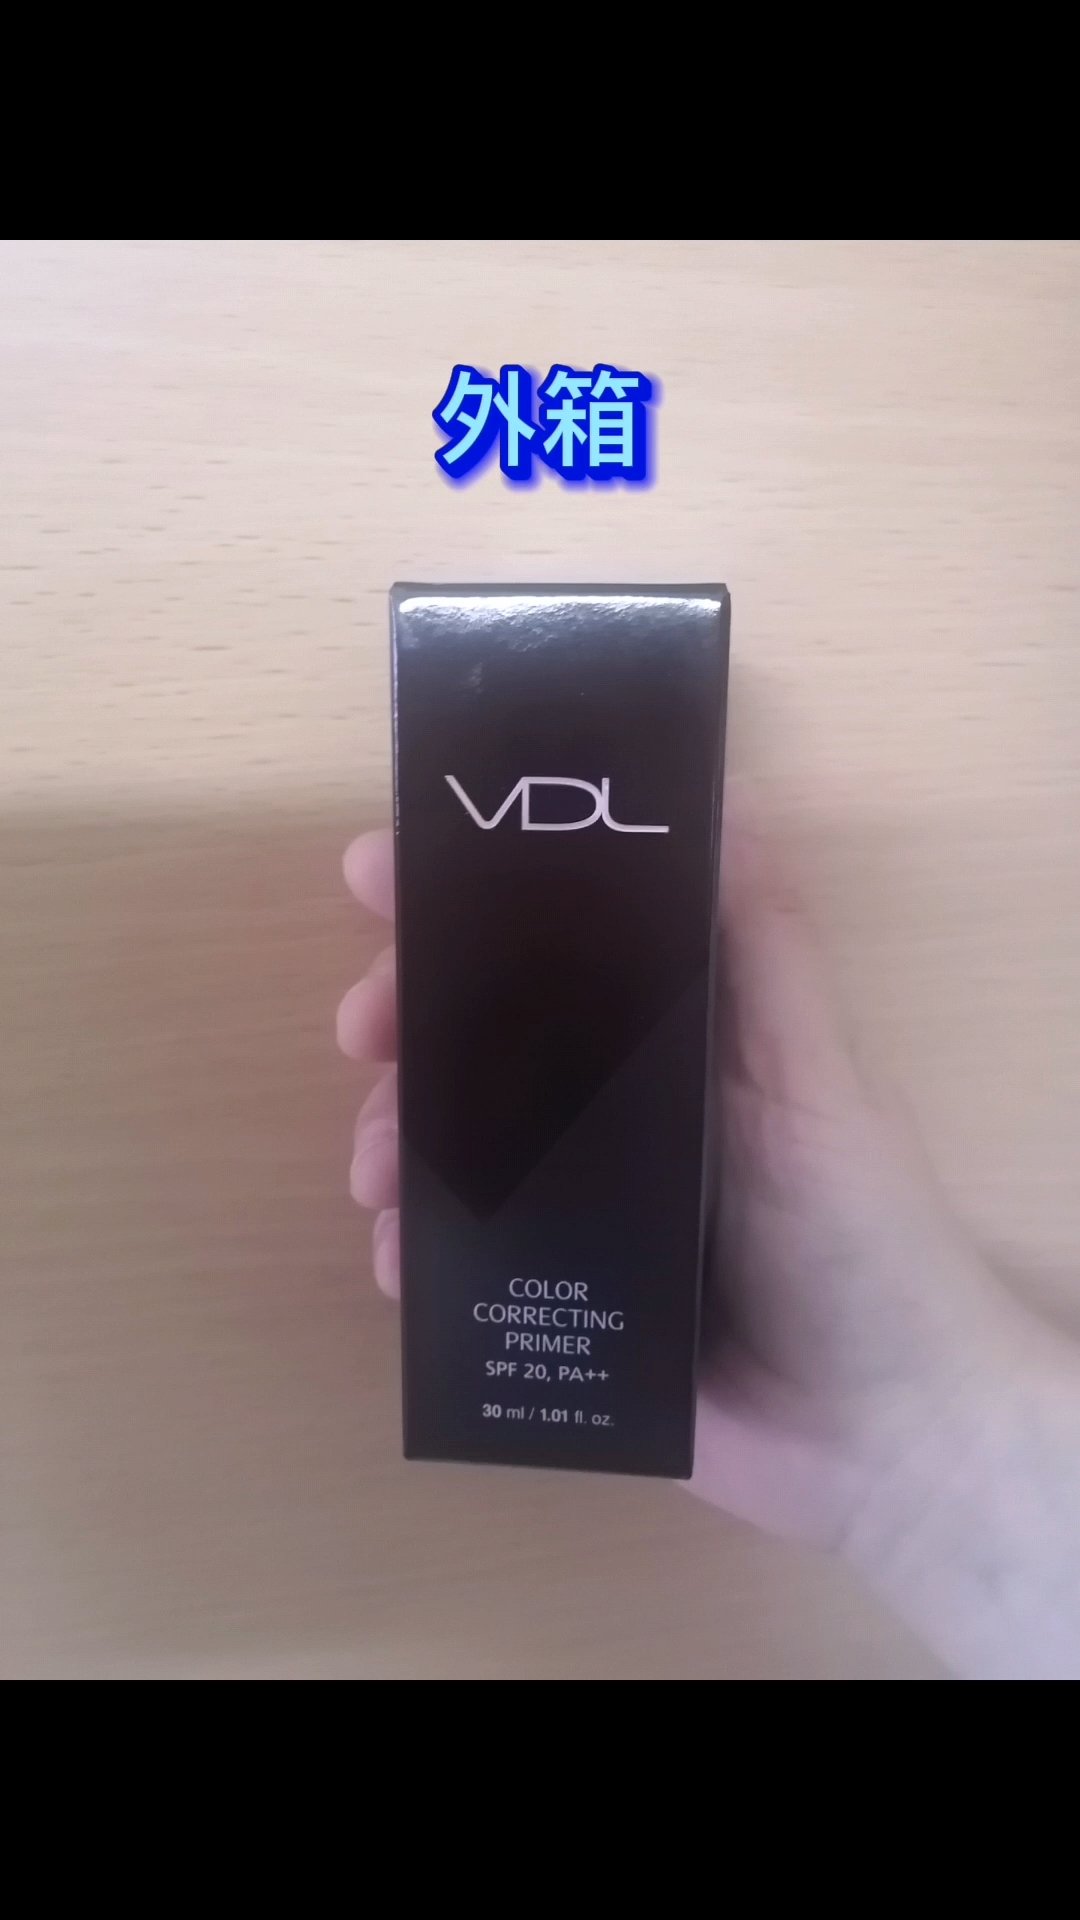 外箱
VDL
COLOR
CORRECTING
PRIMER
SPF 20, PA++
30 ml / 1.01 fl. oz.